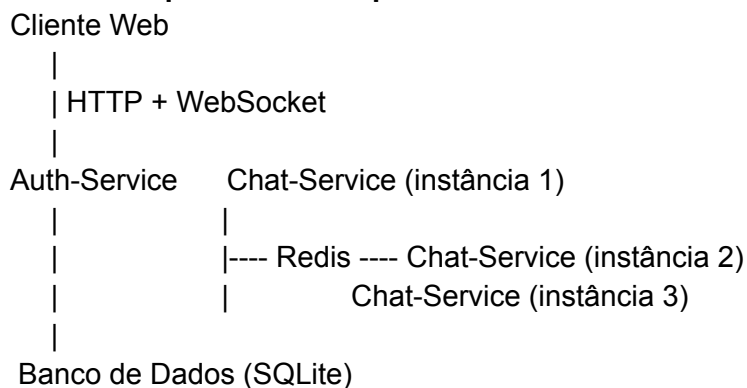 Cliente Web
|
| HTTP + WebSocket
|
Auth-Service Chat-Service (instância 1)
| |
| |---- Redis ---- Chat-Service (instância 2)
| | Chat-Service (instância 3)
|
Banco de Dados (SQLite)